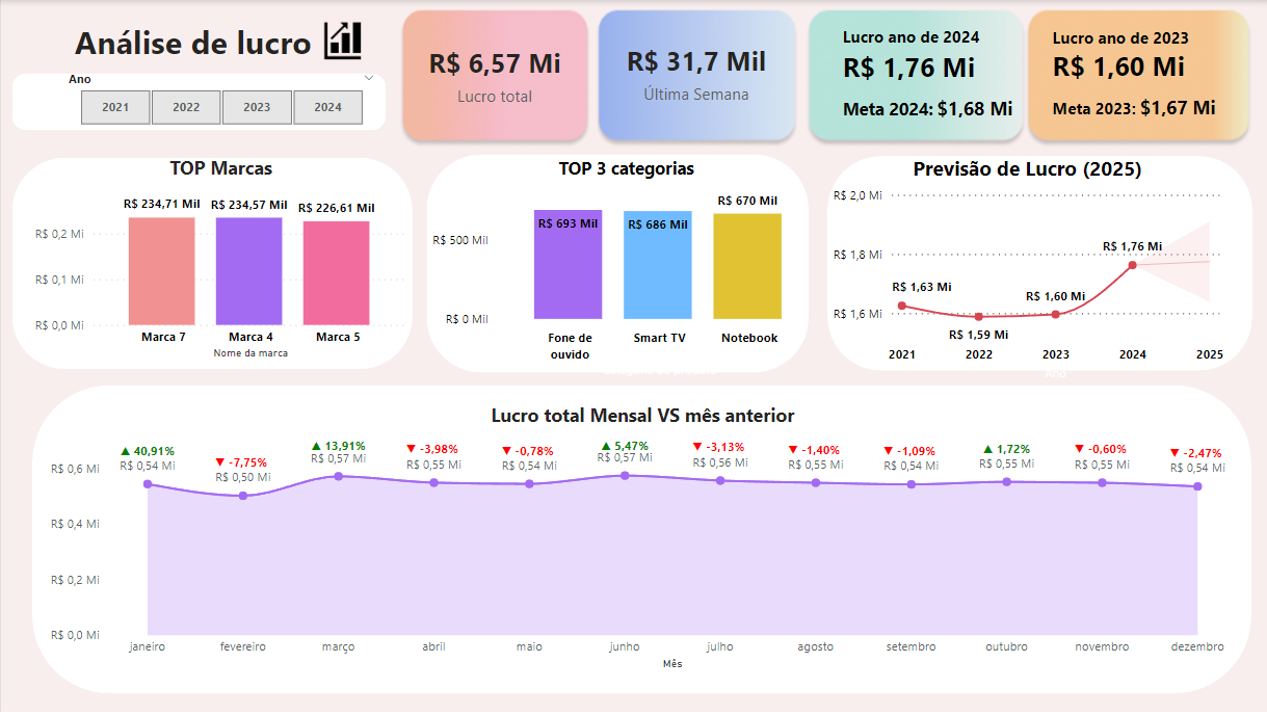 Análise de lucro
Ano
2021
2022
2023
2024
R$ 6,57 Mi
Lucro total
R$ 31,7 Mil
Última Semana
Lucro ano de 2024
R$ 1,76 Mi
Meta 2024: $1,68 Mi
Lucro ano de 2023
R$ 1,60 Mi
Meta 2023: $1,67 Mi
TOP Marcas
R$ 234,71 Mil R$ 234,57 Mil R$ 226,61 Mil
R$ 0,2 Mi
R$ 0,1 Mi
R$ 0,0 Mi
Marca 7 Marca 4 Marca 5
Nome da marca
TOP 3 categorias
R$ 670 Mil
R$ 693 Mil R$ 686 Mil
R$ 500 Mil
R$ 0 Mil
Fone de
ouvido
Smart TV
Notebook
Previsão de Lucro (2025)
R$ 2,0 Mi
R$ 1,8 Mi
R$ 1,6 Mi
R$ 1,63 Mi
R$ 1,59 Mi
R$ 1,60 Mi
R$ 1,76 Mi
2021 2022 2023 2024 2025
Ano
Lucro total Mensal VS mês anterior
R$ 0,6 Mi
R$ 0,4 Mi
R$ 0,2 Mi
R$ 0,0 Mi
▲ 40,91%
R$ 0,54 Mi
▼ -7,75%
R$ 0,50 Mi
▲ 13,91%
R$ 0,57 Mi
▼ -3,98%
R$ 0,55 Mi
▼ -0,78%
R$ 0,54 Mi
▲ 5,47%
R$ 0,57 Mi
▼ -3,13%
R$ 0,56 Mi
▼ -1,40%
R$ 0,55 Mi
▼ -1,09%
R$ 0,54 Mi
▲ 1,72%
R$ 0,55 Mi
▼ -0,60%
R$ 0,55 Mi
▼ -2,47%
R$ 0,54 Mi
janeiro fevereiro março abril maio junho julho agosto setembro outubro novembro dezembro
Mês